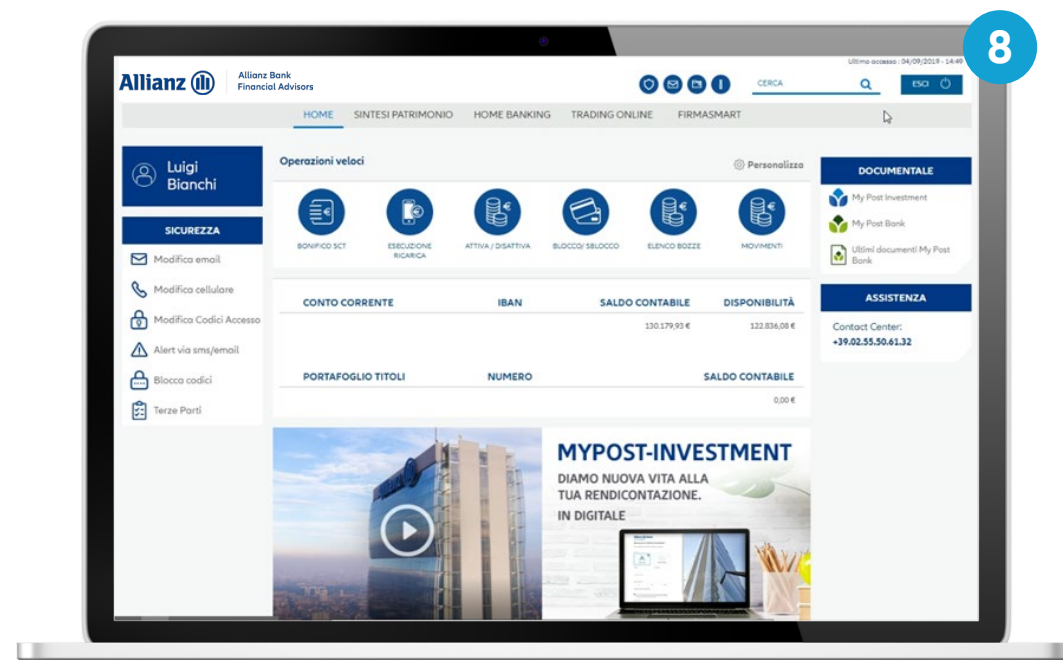 8
Ultimo accesso : 04/09/2019 - 14:49
Allianz
Allianz Bank
Financial Advisors
CERCA
ESCI
HOME SINTESI PATRIMONIO HOME BANKING TRADING ONLINE FIRMASMART
Luigi
Bianchi
SICUREZZA
Modifica email
Modifica cellulare
Modifica Codici Accesso
Alert via sms/email
Blocca codici
Terze Parti
Operazioni veloci
Personalizza
BONIFICO SCT
ESECUZIONE
RICARICA
ATTIVA / DISATTIVA
BLOCCO/ SBLOCCO
ELENCO BOZZE
MOVIMENTI
CONTO CORRENTE IBAN SALDO CONTABILE DISPONIBILITÀ
130.179,93 € 122.836,08 €
PORTAFOGLIO TITOLI NUMERO SALDO CONTABILE
0,00 €
MYPOST-INVESTMENT
DIAMO NUOVA VITA ALLA
TUA RENDICONTAZIONE.
IN DIGITALE
DOCUMENTALE
My Post Investment
My Post Bank
Ultimi documenti My Post
Bank
ASSISTENZA
Contact Center:
+39.02.55.50.61.32